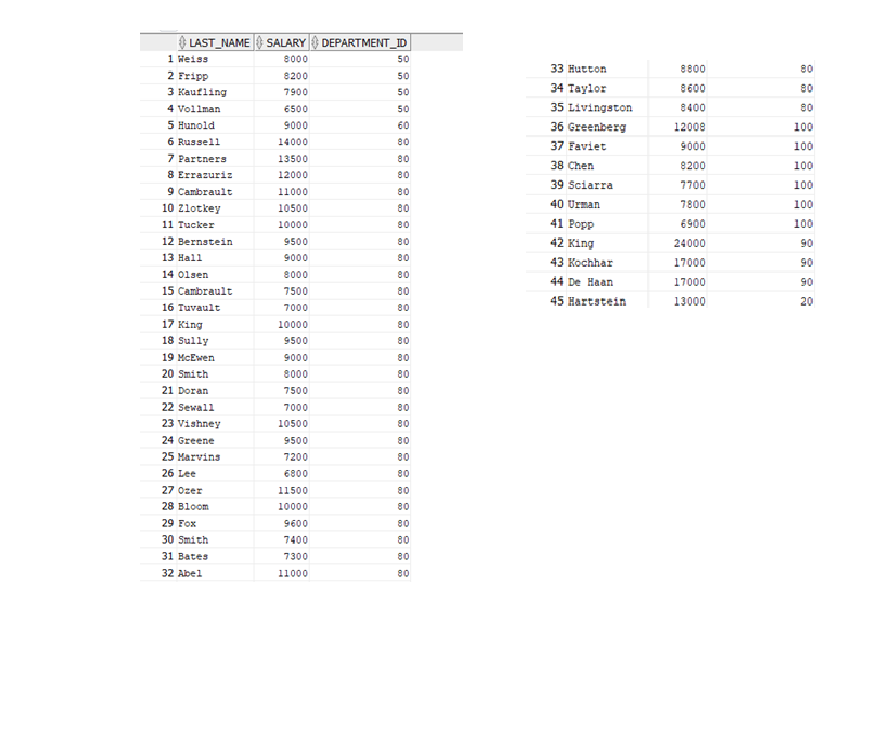 LAST_NAME SALARY DEPARTMENT_ID
1 Weiss 8000 50
2 Fripp 8200 50
3 Kaufling 7900 50
4 Vollman 6500 50
5 Hunold 9000 60
6 Russell 14000 80
7 Partners 13500 80
8 Errazuriz 12000 80
9 Cambrault 11000 80
10 Zlotkey 10500 80
11 Tucker 10000 80
12 Bernstein 9500 80
13 Hall 9000 80
14 Olsen 8000 80
15 Cambrault 7500 80
16 Tuvault 7000 80
17 King 10000 80
18 Sully 9500 80
19 McEwen 9000 80
20 Smith 8000 80
21 Doran 7500 80
22 Sewall 7000 80
23 Vishney 10500 80
24 Greene 9500 80
25 Marvins 7200 80
26 Lee 6800 80
27 Ozer 11500 80
28 Bloom 10000 80
29 Fox 9600 80
30 Smith 7400 80
31 Bates 7300 80
32 Abel 11000 80
33 Hutton 8800 80
34 Taylor 8600 80
35 Livingston 8400 80
36 Greenberg 12008 100
37 Faviet 9000 100
38 Chen 8200 100
39 Sciarra 7700 100
40 Urman 7800 100
41 Popp 6900 100
42 King 24000 90
43 Kochhar 17000 90
44 De Haan 17000 90
45 Hartstein 13000 20